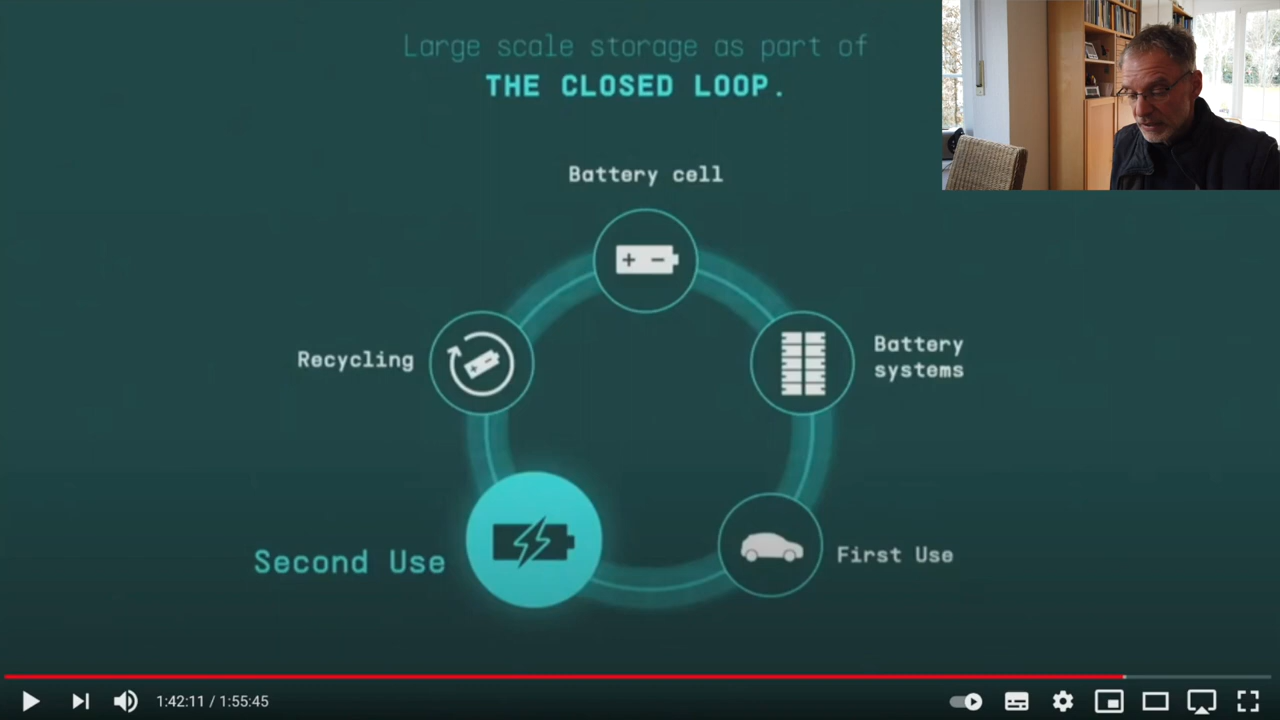 Large scale storage as part of
THE CLOSED LOOP.
Battery cell
Recycling
Battery
systems
Second Use
First Use
1:42:11 / 1:55:45